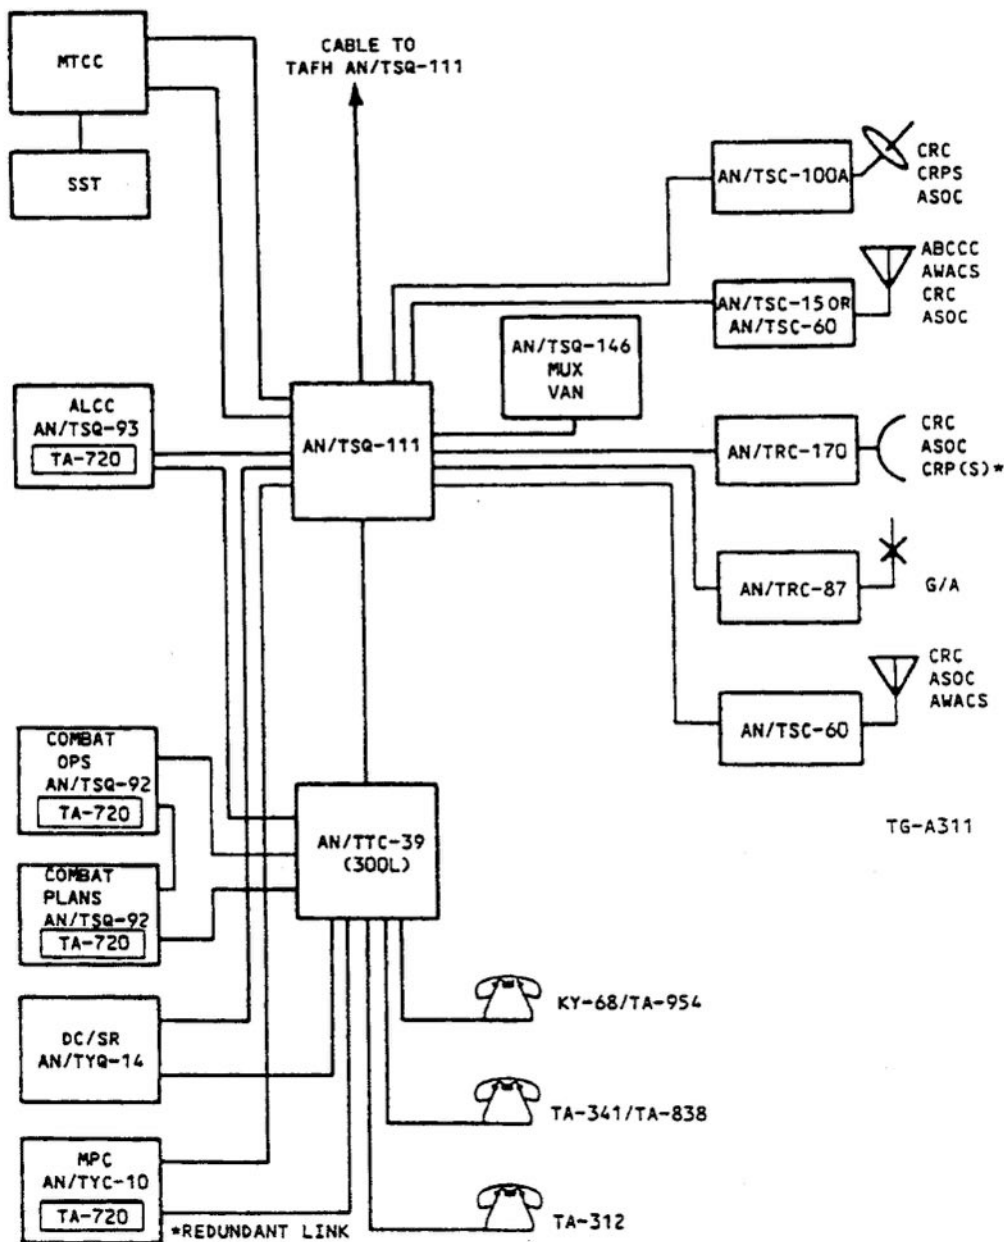 MTCC
SST
CABLE TO
TAFH AN/TSQ-111
AN/TSC-100A
CRC
CRPS
ASOC
AN/TSC-15 OR
AN/TSC-60
ABCCC
AWACS
CRC
ASOC
AN/TSQ-146
MUX
VAN
ALCC
AN/TSQ-93
TA-720
AN/TSQ-111
AN/TRC-170
CRC
ASOC
CRP(S)*
AN/TRC-87
G/A
AN/TSC-60
CRC
ASOC
AWACS
COMBAT
OPS
AN/TSQ-92
TA-720
AN/TTC-39
(300L)
TG-A311
COMBAT
PLANS
AN/TSQ-92
TA-720
KY-68/TA-954
DC/SR
AN/TYQ-14
TA-341/TA-838
MPC
AN/TYC-10
TA-720
TA-312
*REDUNDANT LINK